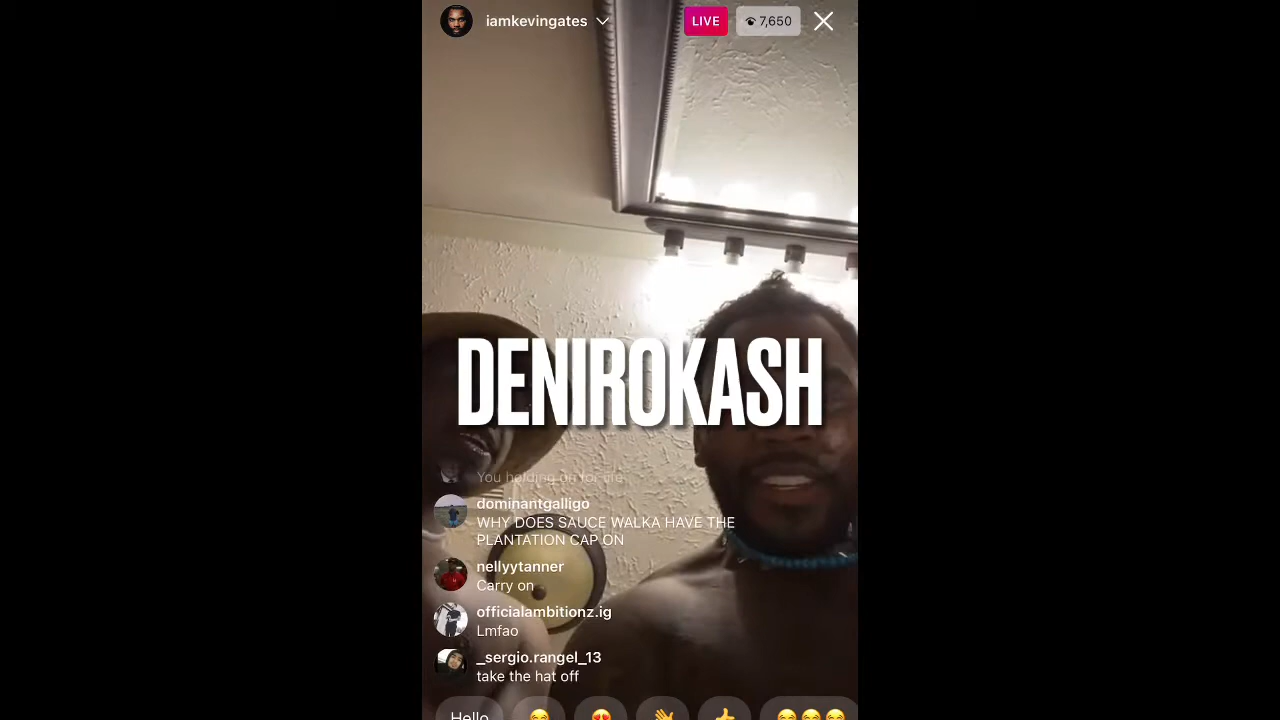 iamkevingates
LIVE
7,650
DENIROKASH
You holding on for life
dominantgalligo
WHY DOES SAUCE WALKA HAVE THE
PLANTATION CAP ON
nellyytanner
Carry on
officialambitionz.ig
Lmfao
_sergio.rangel_13
take the hat off
Hello